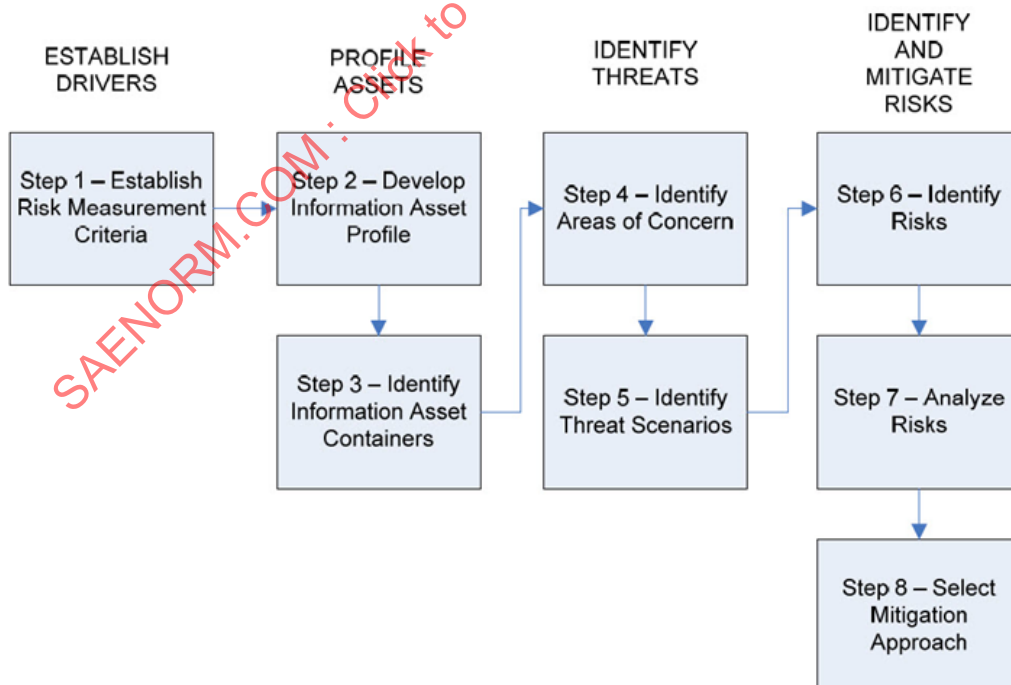 ESTABLISH
DRIVERS
PROFILE
ASSETS
IDENTIFY
THREATS
IDENTIFY
AND
MITIGATE
RISKS
Step 1 – Establish
Risk Measurement
Criteria
Step 2 – Develop
Information Asset
Profile
Step 3 – Identify
Information Asset
Containers
Step 4 – Identify
Areas of Concern
Step 5 – Identify
Threat Scenarios
Step 6 – Identify
Risks
Step 7 – Analyze
Risks
Step 8 – Select
Mitigation
Approach
SAENORM.COM : Click to